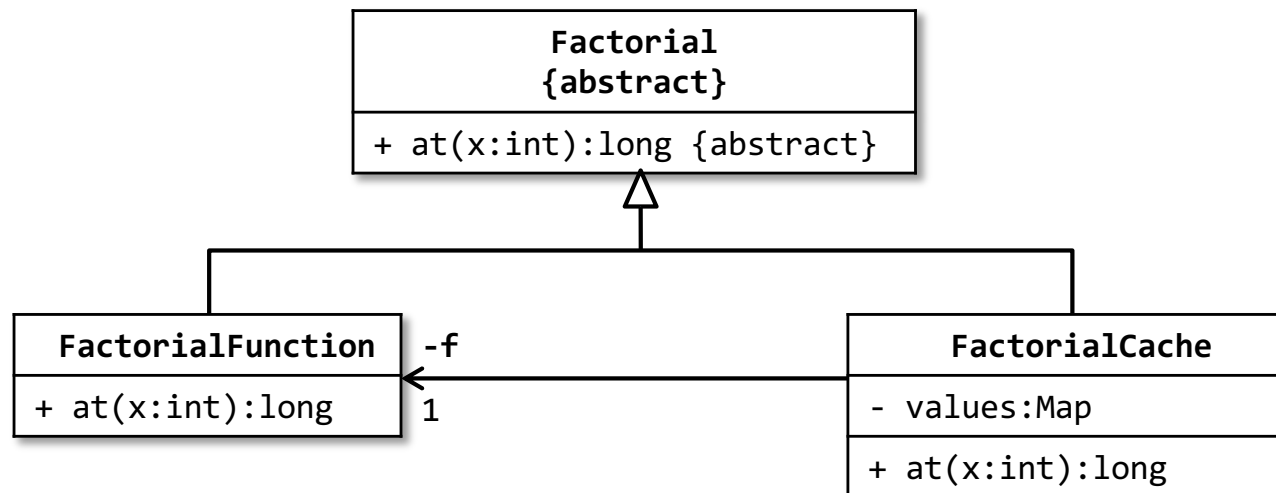 Factorial
{abstract}
+ at(x:int):long {abstract}
FactorialFunction
+ at(x:int):long
-f
1
FactorialCache
- values:Map
+ at(x:int):long